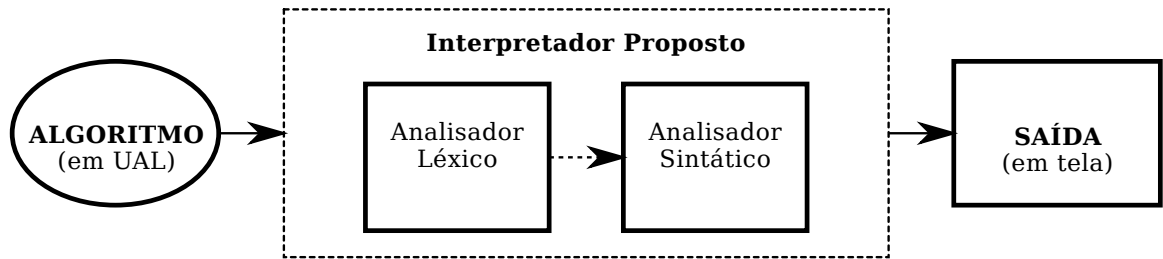 Interpretador Proposto
ALGORITMO
(em UAL)
Analisador
Léxico
Analisador
Sintático
SAÍDA
(em tela)